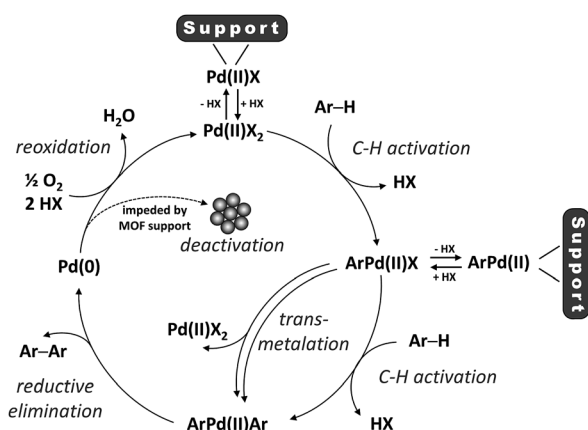 Support
Pd(II)X
- HX
+ HX
Pd(II)X₂
H₂O
reoxidation
½ O₂
2 HX
Ar–H
C-H activation
HX
impeded by
MOF support
deactivation
Pd(0)
ArPd(II)X
- HX
+ HX
ArPd(II)
Support
Pd(II)X₂
trans-
metalation
Ar–Ar
reductive
elimination
Ar–H
C-H activation
HX
ArPd(II)Ar